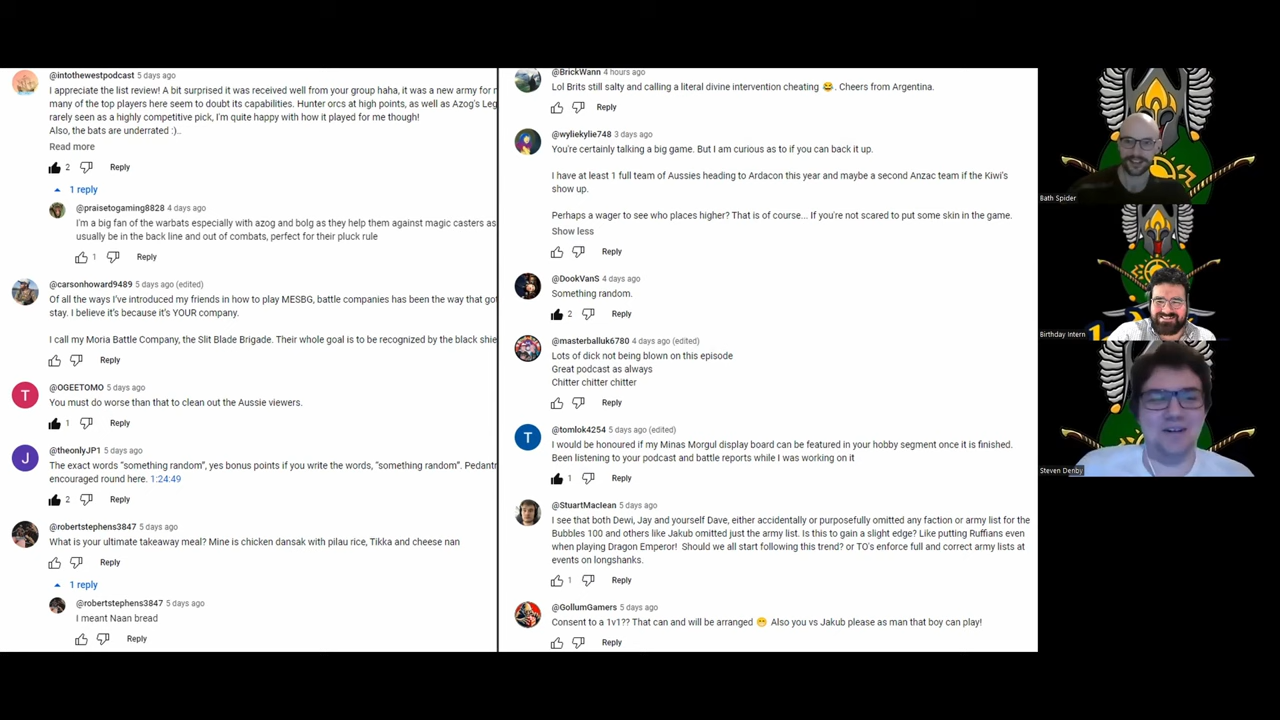 @intothewestpodcast 5 days ago
I appreciate the list review! A bit surprised it was received well from your group haha, it was a new army for m
many of the top players here seem to doubt its capabilities. Hunter orcs at high points, as well as Azog's Leg
rarely seen as a highly competitive pick, I'm quite happy with how it played for me though!
Also, the bats are underrated :)..
Read more
2
Reply
1 reply
@praisetogaming8828 4 days ago
I'm a big fan of the warbats especially with azog and bolg as they help them against magic casters as
usually be in the back line and out of combats, perfect for their pluck rule
1
Reply
@carsonhoward9489 5 days ago (edited)
Of all the ways I've introduced my friends in how to play MESBG, battle companies has been the way that got
stay. I believe it's because it's YOUR company.
I call my Moria Battle Company, the Slit Blade Brigade. Their whole goal is to be recognized by the black shie
Reply
T
@OGEETOMO 5 days ago
You must do worse than that to clean out the Aussie viewers.
1
Reply
J
@theonlyJP1 5 days ago
The exact words "something random", yes bonus points if you write the words, "something random". Pedantr
encouraged round here. 1:24:49
2
Reply
@robertstephens3847 5 days ago
What is your ultimate takeaway meal? Mine is chicken dansak with pilau rice, Tikka and cheese nan
Reply
1 reply
@robertstephens3847 5 days ago
I meant Naan bread
Reply
@BrickWann 4 hours ago
Lol Brits still salty and calling a literal divine intervention cheating 😂. Cheers from Argentina.
Reply
@wyliekylie748 3 days ago
You're certainly talking a big game. But I am curious as to if you can back it up.
I have at least 1 full team of Aussies heading to Ardacon this year and maybe a second Anzac team if the Kiwi's
show up.
Perhaps a wager to see who places higher? That is of course... If you're not scared to put some skin in the game.
Show less
Reply
@DookVanS 4 days ago
Something random.
2
Reply
@masterballuk6780 4 days ago (edited)
Lots of dick not being blown on this episode
Great podcast as always
Chitter chitter chitter
Reply
T
@tomlok4254 5 days ago (edited)
I would be honoured if my Minas Morgul display board can be featured in your hobby segment once it is finished.
Been listening to your podcast and battle reports while I was working on it
1
Reply
@StuartMaclean 5 days ago
I see that both Dewi, Jay and yourself Dave, either accidentally or purposefully omitted any faction or army list for the
Bubbles 100 and others like Jakub omitted just the army list. Is this to gain a slight edge? Like putting Ruffians even
when playing Dragon Emperor! Should we all start following this trend? or TO's enforce full and correct army lists at
events on longshanks.
1
Reply
@GollumGamers 5 days ago
Consent to a 1v1?? That can and will be arranged 😁 Also you vs Jakub please as man that boy can play!
Reply
Bath Spider
Birthday Intern
Steven Denby